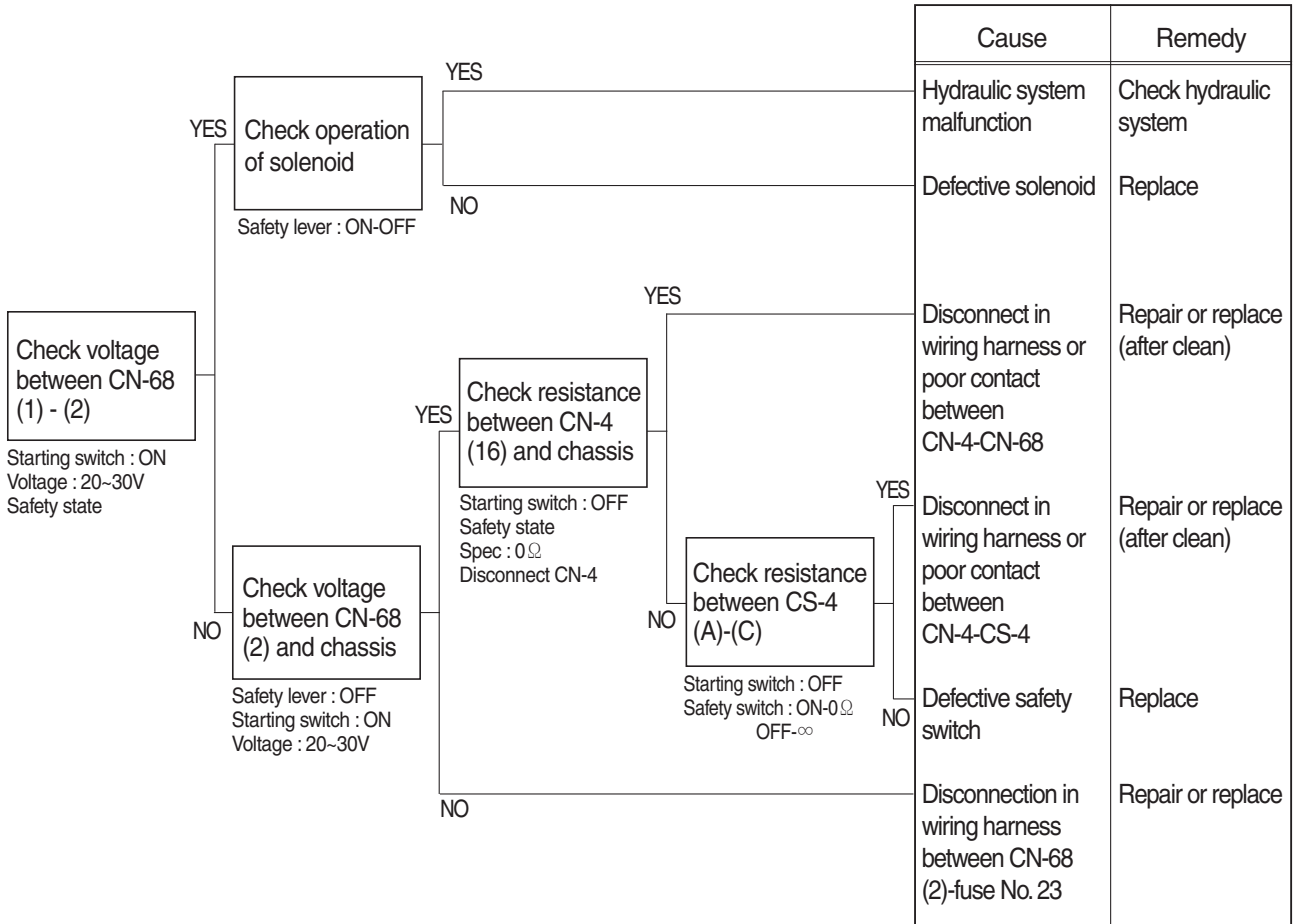 Cause
Remedy
YES
Hydraulic system
malfunction
Check hydraulic
system
YES
Check operation
of solenoid
NO
Defective solenoid
Replace
Safety lever : ON-OFF
Check voltage
between CN-68
(1) - (2)
Starting switch : ON
Voltage : 20~30V
Safety state
YES
Disconnect in
wiring harness or
poor contact
between
CN-4-CN-68
Repair or replace
(after clean)
YES
Check resistance
between CN-4
(16) and chassis
Starting switch : OFF
Safety state
Spec : 0Ω
Disconnect CN-4
YES
Disconnect in
wiring harness or
poor contact
between
CN-4-CS-4
Repair or replace
(after clean)
NO
Check resistance
between CS-4
(A)-(C)
Starting switch : OFF
Safety switch : ON-0Ω
OFF-∞
NO
Defective safety
switch
Replace
NO
Check voltage
between CN-68
(2) and chassis
Safety lever : OFF
Starting switch : ON
Voltage : 20~30V
NO
Disconnection in
wiring harness
between CN-68
(2)-fuse No. 23
Repair or replace